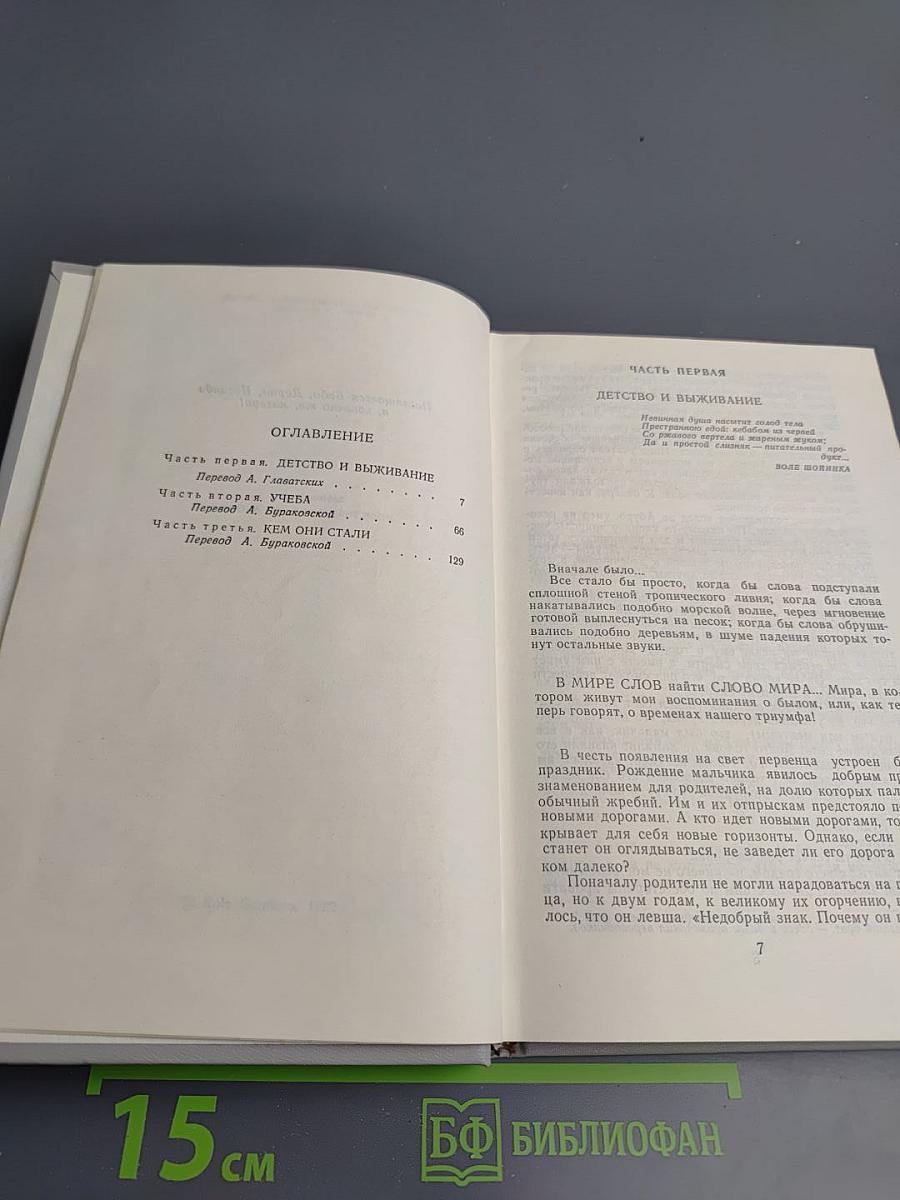 ОГЛАВЛЕНИЕ
Часть первая. ДЕТСТВО И ВЫЖИВАНИЕ
Перевод А. Главатских . . . . . . . . 7
Часть вторая. УЧЕБА
Перевод А. Бураковской . . . . . . . 66
Часть третья. КЕМ ОНИ СТАЛИ
Перевод А. Бураковской . . . . . . . 129
ЧАСТЬ ПЕРВАЯ
ДЕТСТВО И ВЫЖИВАНИЕ
Невинная душа насытит голод тела
Престранною едой: кебабом из червей
Со ржавого вертела и жареным жуком;
Да и простой слизняк — питательный про-
дукт...
ВОЛЕ ШОЙИНКА
Вначале было...
Все стало бы просто, когда бы слова подступали
сплошной стеной тропического ливня; когда бы слова
накатывались подобно морской волне, через мгновение
готовой выплеснуться на песок; когда бы слова обруши-
вались подобно деревьям, в шуме падения которых то-
нут остальные звуки.
В МИРЕ СЛОВ найти СЛОВО МИРА... Мира, в ко-
тором живут мои воспоминания о былом, или, как те
перь говорят, о временах нашего триумфа!
В честь появления на свет первенца устроен б
праздник. Рождение мальчика явилось добрым пр
знаменованием для родителей, на долю которых пал
обычный жребий. Им и их отпрыскам предстояло п
новыми дорогами. А кто идет новыми дорогами, то
крывает для себя новые горизонты. Однако, если
станет он оглядываться, не заведет ли его дорога
ком далеко?
Поначалу родители не могли нарадоваться на п
ца, но к двум годам, к великому их огорчению,
лось, что он левша. «Недобрый знак. Почему он
7
15 см
БФ БИБЛИОФАН